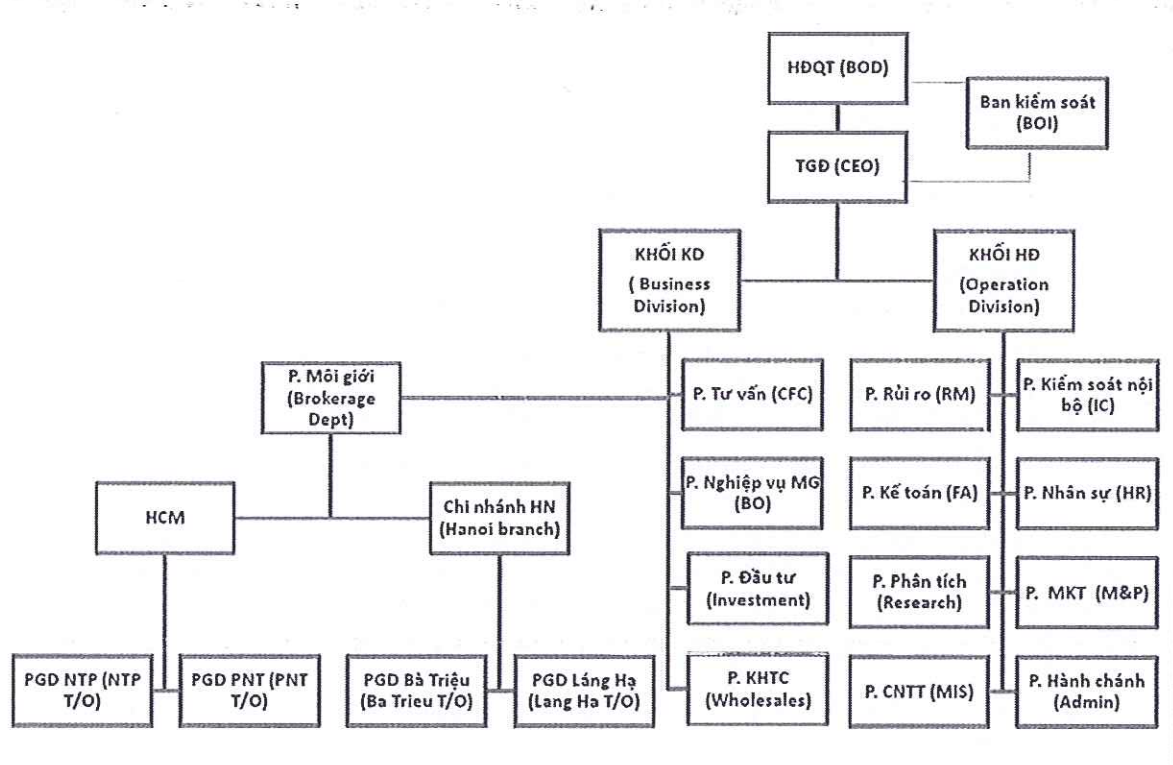 HĐQT (BOD)
Ban kiểm soát
(BOI)
TGĐ (CEO)
KHỐI KD
( Business
Division)
KHỐI HĐ
(Operation
Division)
P. Môi giới
(Brokerage
Dept)
P. Tư vấn (CFC)
P. Rủi ro (RM)
P. Kiểm soát nội
bộ (IC)
HCM
Chi nhánh HN
(Hanoi branch)
P. Nghiệp vụ MG
(BO)
P. Kế toán (FA)
P. Nhân sự (HR)
P. Đầu tư
(Investment)
P. Phân tích
(Research)
P. MKT (M&P)
PGD NTP (NTP
T/O)
PGD PNT (PNT
T/O)
PGD Bà Triệu
(Ba Trieu T/O)
PGD Láng Hạ
(Lang Ha T/O)
P. KHTC
(Wholesales)
P. CNTT (MIS)
P. Hành chánh
(Admin)